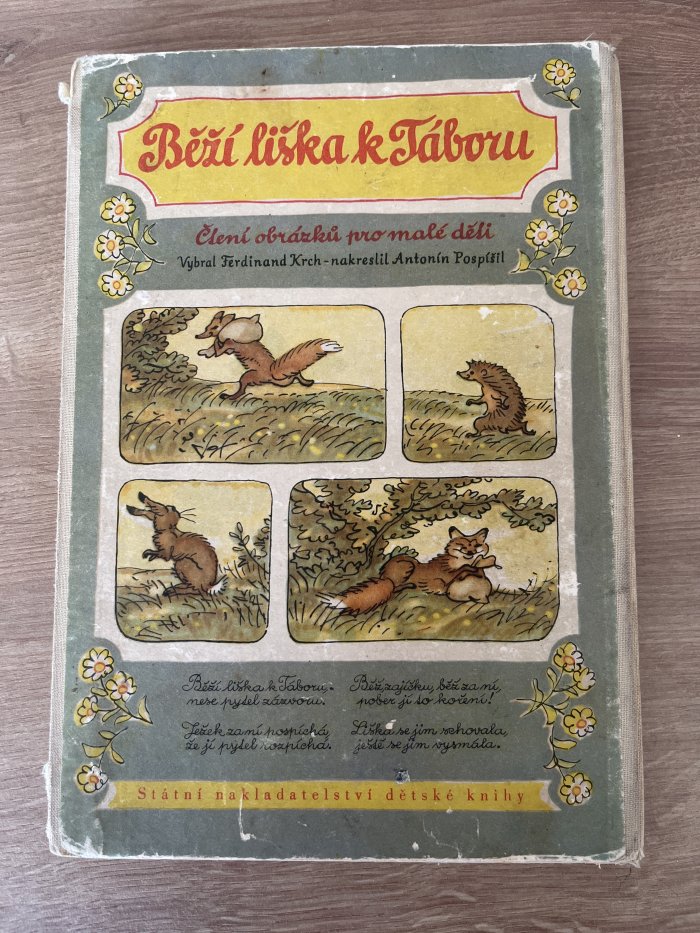 Běží liška k Táboru
Čtení obrázků pro malé děti
Vybral Ferdinand Krch - nakreslil Antonín Pospíšil
Běží liška k Táboru,
nese pytel zázvoru.
Ježek za ní pospíchá,
že jí pytel rozpíchá.
Běž, zajíčku, běž za ní,
pober jí to koření!
Liška se jim schovala,
ještě se jim vysmála.
Státní nakladatelství dětské knihy